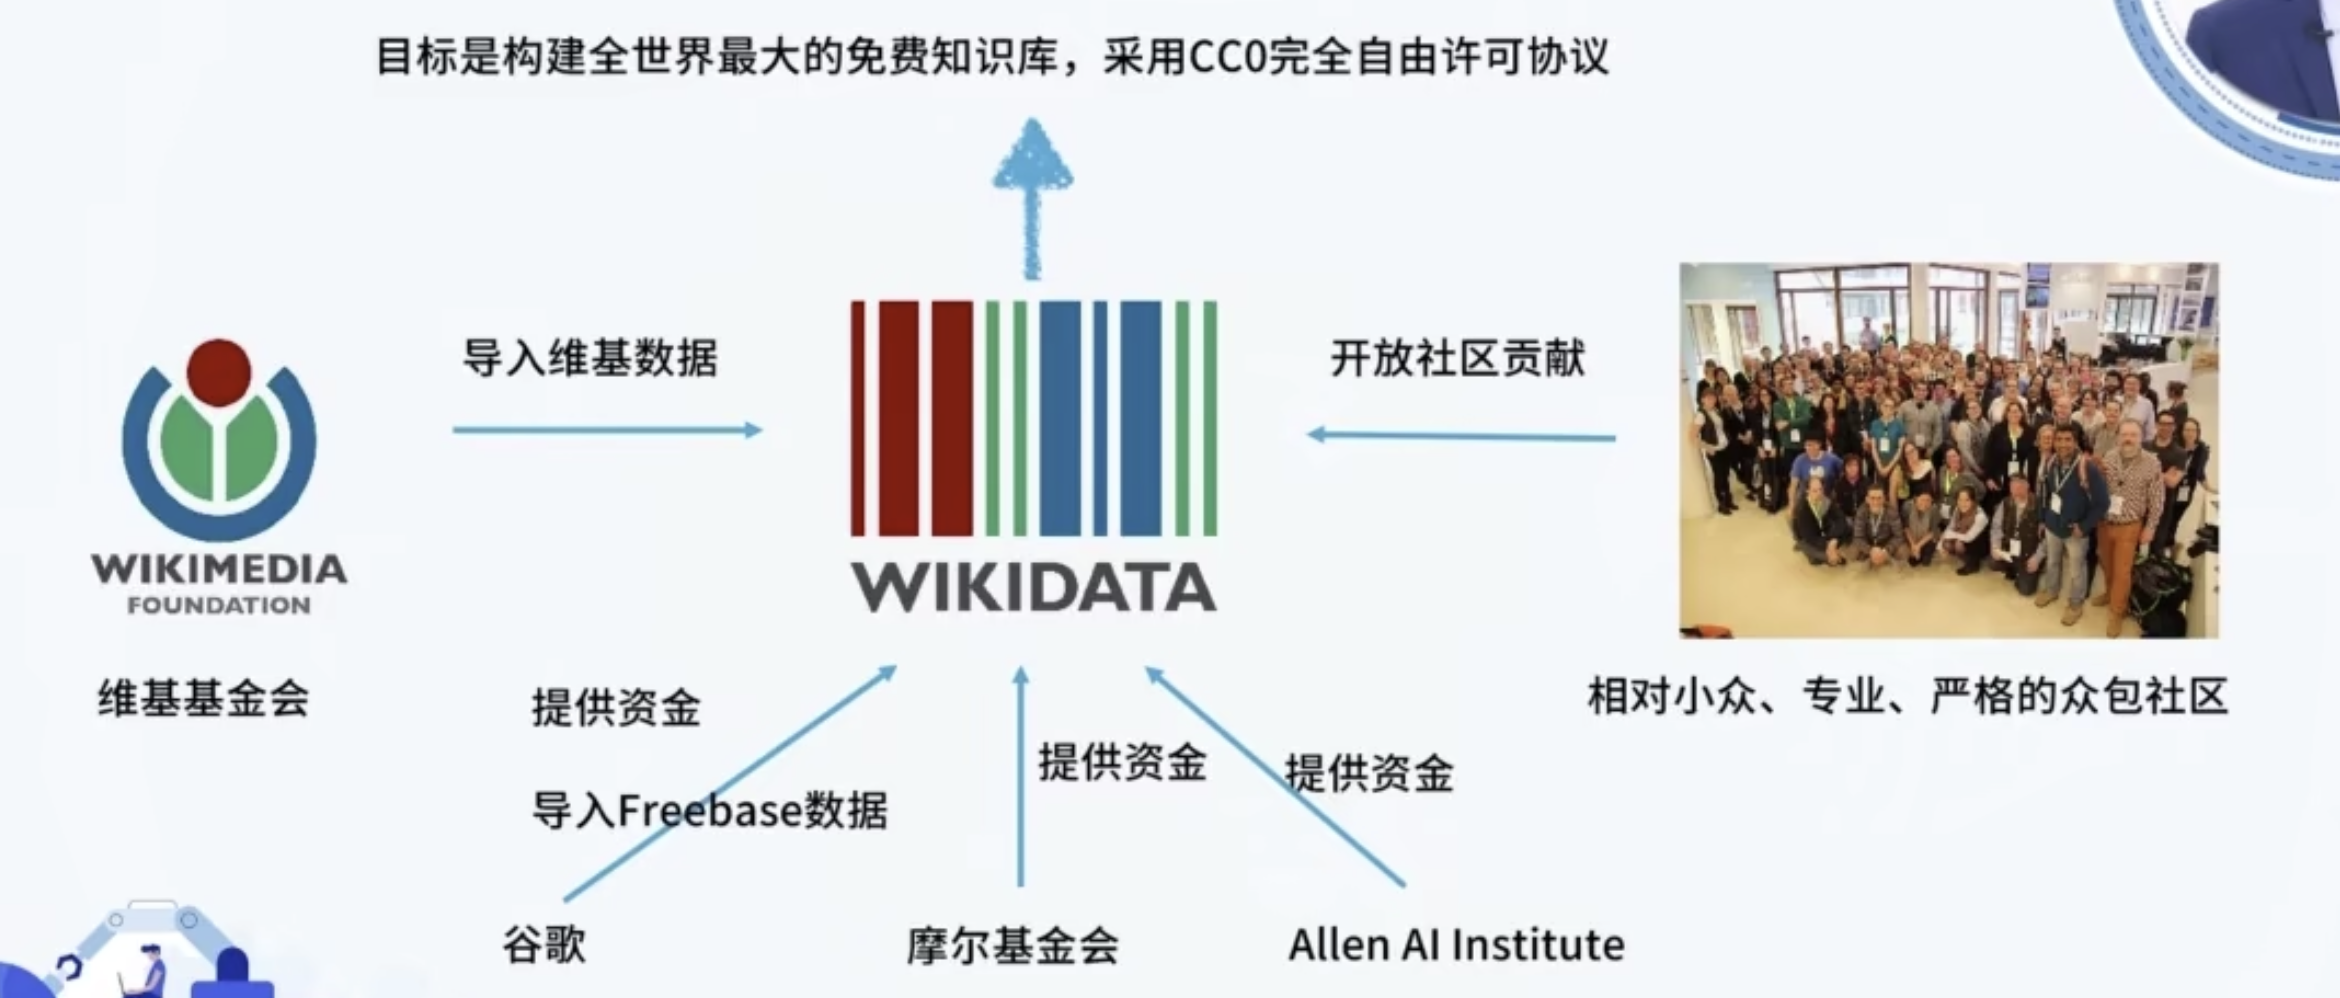 目标是构建全世界最大的免费知识库，采用CC0完全自由许可协议
导入维基数据
开放社区贡献
WIKIMEDIA
FOUNDATION
WIKIDATA
维基基金会
相对小众、专业、严格的众包社区
提供资金
导入Freebase数据
提供资金
提供资金
谷歌
摩尔基金会
Allen AI Institute